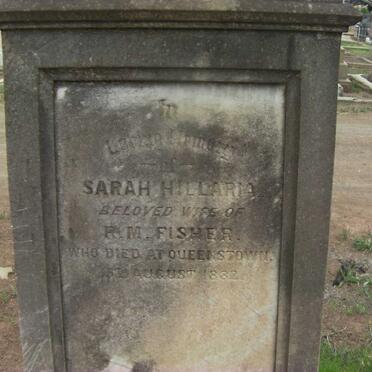 In
Loving Memory
of
SARAH HILLARIA
BELOVED WIFE OF
R. M. FISHER.
WHO DIED AT QUEENSTOWN.
AUGUST 1882